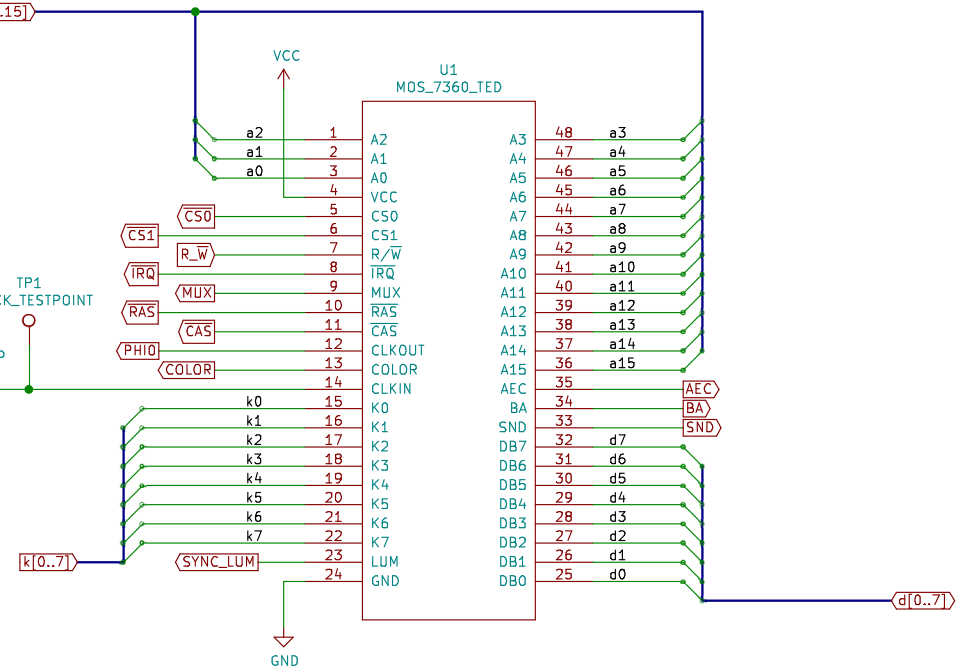 .15]
VCC
U1
MOS_7360_TED
a2 1 A2 A3 48 a3
a1 2 A1 A4 47 a4
a0 3 A0 A5 46 a5
4 VCC A6 45 a6
CS0 5 CS0 A7 44 a7
CS1 6 CS1 A8 43 a8
R_W 7 R/W A9 42 a9
IRQ 8 IRQ A10 41 a10
TP1
MUX 9 MUX A11 40 a11
CK_TESTPOINT
RAS 10 RAS A12 39 a12
CAS 11 CAS A13 38 a13
PHI0 12 CLKOUT A14 37 a14
COLOR 13 COLOR A15 36 a15
14 CLKIN AEC 35 AEC
k0 15 K0 BA 34 BA
k1 16 K1 SND 33 SND
k2 17 K2 DB7 32 d7
k3 18 K3 DB6 31 d6
k4 19 K4 DB5 30 d5
k5 20 K5 DB4 29 d4
k6 21 K6 DB3 28 d3
k7 22 K7 DB2 27 d2
k[0..7] SYNC_LUM 23 LUM DB1 26 d1
24 GND DB0 25 d0
d[0..7]
GND